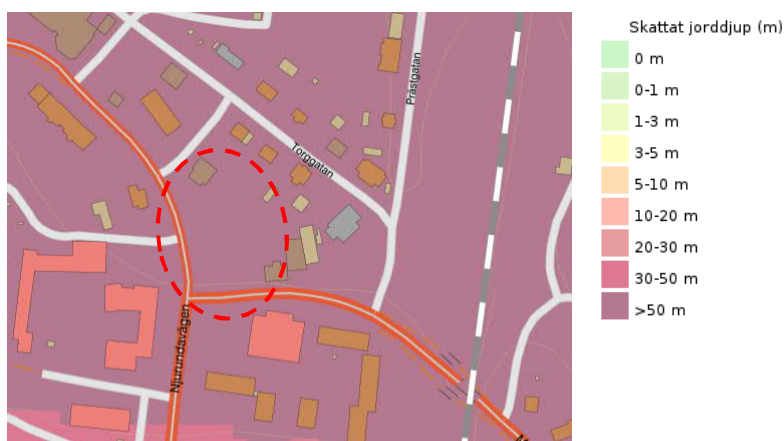 Skattat jorddjup (m)
0 m
0-1 m
1-3 m
3-5 m
5-10 m
10-20 m
20-30 m
30-50 m
>50 m
Prästgatan
Torggatan
Njurundavägen